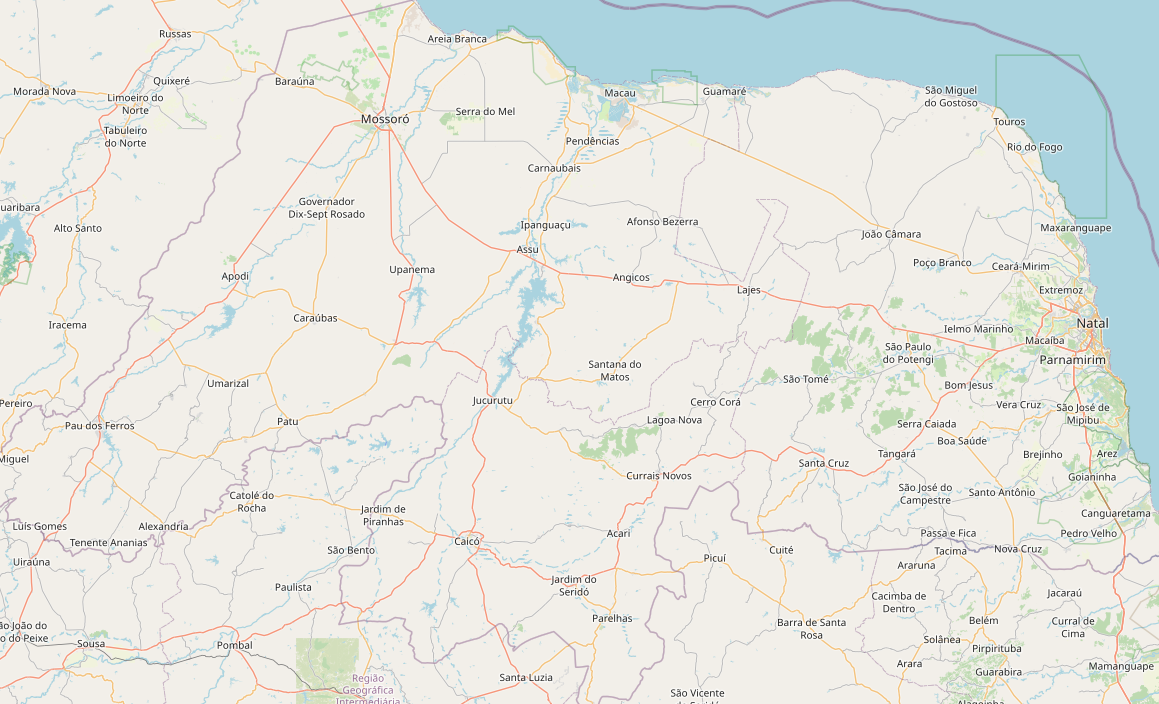 Russas
Areia Branca
Quixeré
Baraúna
Morada Nova
Limoeiro do
Norte
Macau
Guamaré
São Miguel
do Gostoso
Serra do Mel
Mossoró
Touros
Tabuleiro
do Norte
Pendências
Rio do Fogo
Carnaubais
uaribara
Governador
Dix-Sept Rosado
Alto Santo
Ipanguaçu
Afonso Bezerra
Maxaranguape
João Câmara
Assu
Poço Branco
Ceará-Mirim
Apodi
Upanema
Angicos
Lajes
Extremoz
Iracema
Caraúbas
Ielmo Marinho
Natal
Macaíba
São Paulo
do Potengi
Parnamirim
Santana do
Matos
São Tomé
Umarizal
Bom Jesus
Pereiro
Jucurutu
Cerro Corá
Vera Cruz
São José de
Mipibu
Pau dos Ferros
Patu
Lagoa Nova
Serra Caiada
Boa Saúde
Miguel
Tangará
Brejinho
Arez
Santa Cruz
Currais Novos
Goianinha
Catolé do
Rocha
São José do
Campestre
Santo Antônio
Jardim de
Piranhas
Canguaretama
Luís Gomes
Alexandria
Acari
Passa e Fica
Pedro Velho
Tenente Ananias
Caicó
São Bento
Cuité
Tacima
Nova Cruz
Uiraúna
Picuí
Araruna
Jardim do
Seridó
Paulista
Jacaraú
Cacimba de
Dentro
Parelhas
Barra de Santa
Rosa
Belém
Curral de
Cima
ão João do
o do Peixe
Sousa
Pombal
Solânea
Pirpirituba
Arara
Guarabira
Mamanguape
Santa Luzia
Região
Geográfica
Intermediária
São Vicente